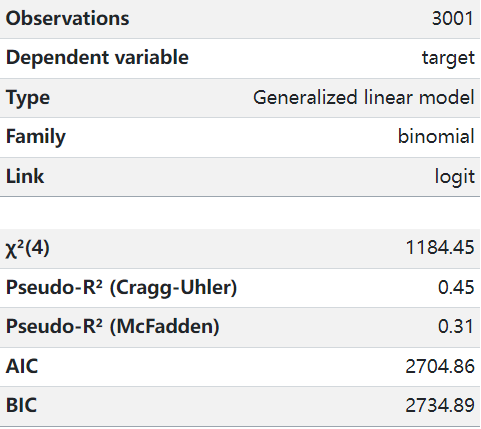 Observations 3001
Dependent variable target
Type Generalized linear model
Family binomial
Link logit
χ²(4) 1184.45
Pseudo-R² (Cragg-Uhler) 0.45
Pseudo-R² (McFadden) 0.31
AIC 2704.86
BIC 2734.89